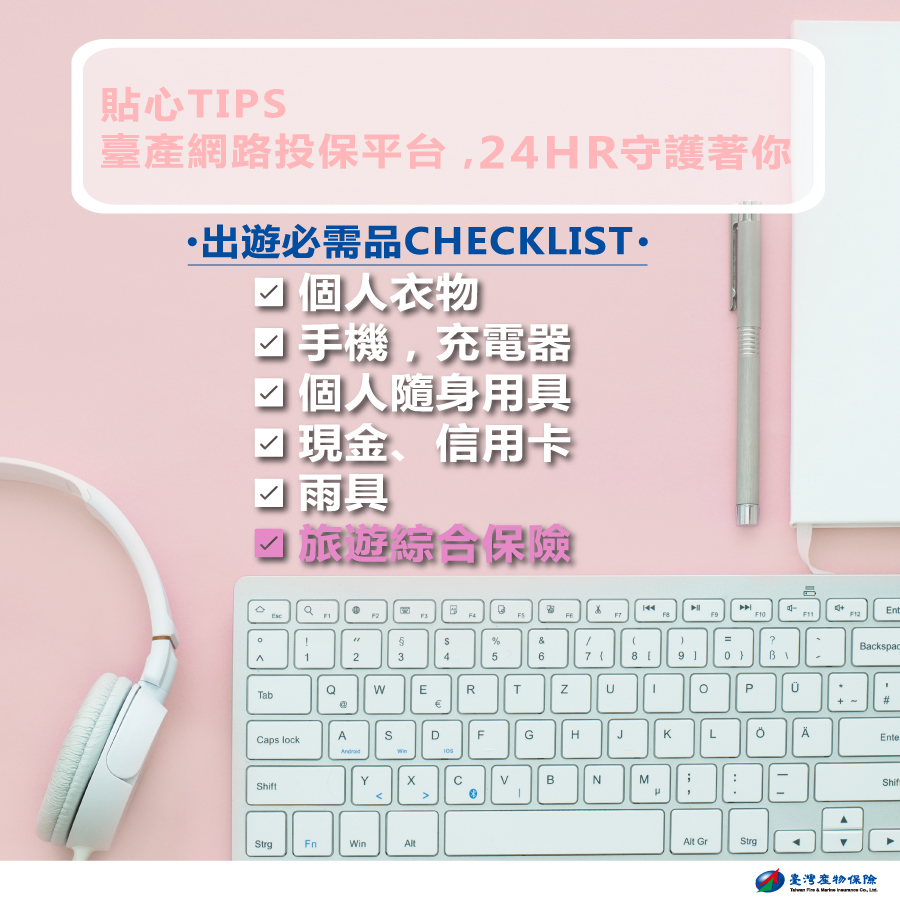 貼心TIPS
臺產網路投保平台 ,24HR守護著你
•出遊必需品CHECKLIST•
個人衣物
手機 , 充電器
個人隨身用具
現金、信用卡
雨具
旅遊綜合保險
Esc F1 F2 F3 F4 F5 F6 F7 F8 F9 F10 F11 F12 Ent
° ! " § $ % & / ( ) = ? `
^ 1 2 3 4 5 6 7 { 8 [ 9 ] 0 } ß \ ´ Backspac
Tab Q W E R T Z U I O P Ü * '
@ € + ~ #
Caps lock A S D F G H J K L Ö Ä Ente
Android Win iOS
Shift Y X C V B N M ; : _ Shif
< > | µ , . -
Strg Fn Win Alt Alt Gr Strg
臺灣產物保險
Taiwan Fire & Marine Insurance Co., Ltd.